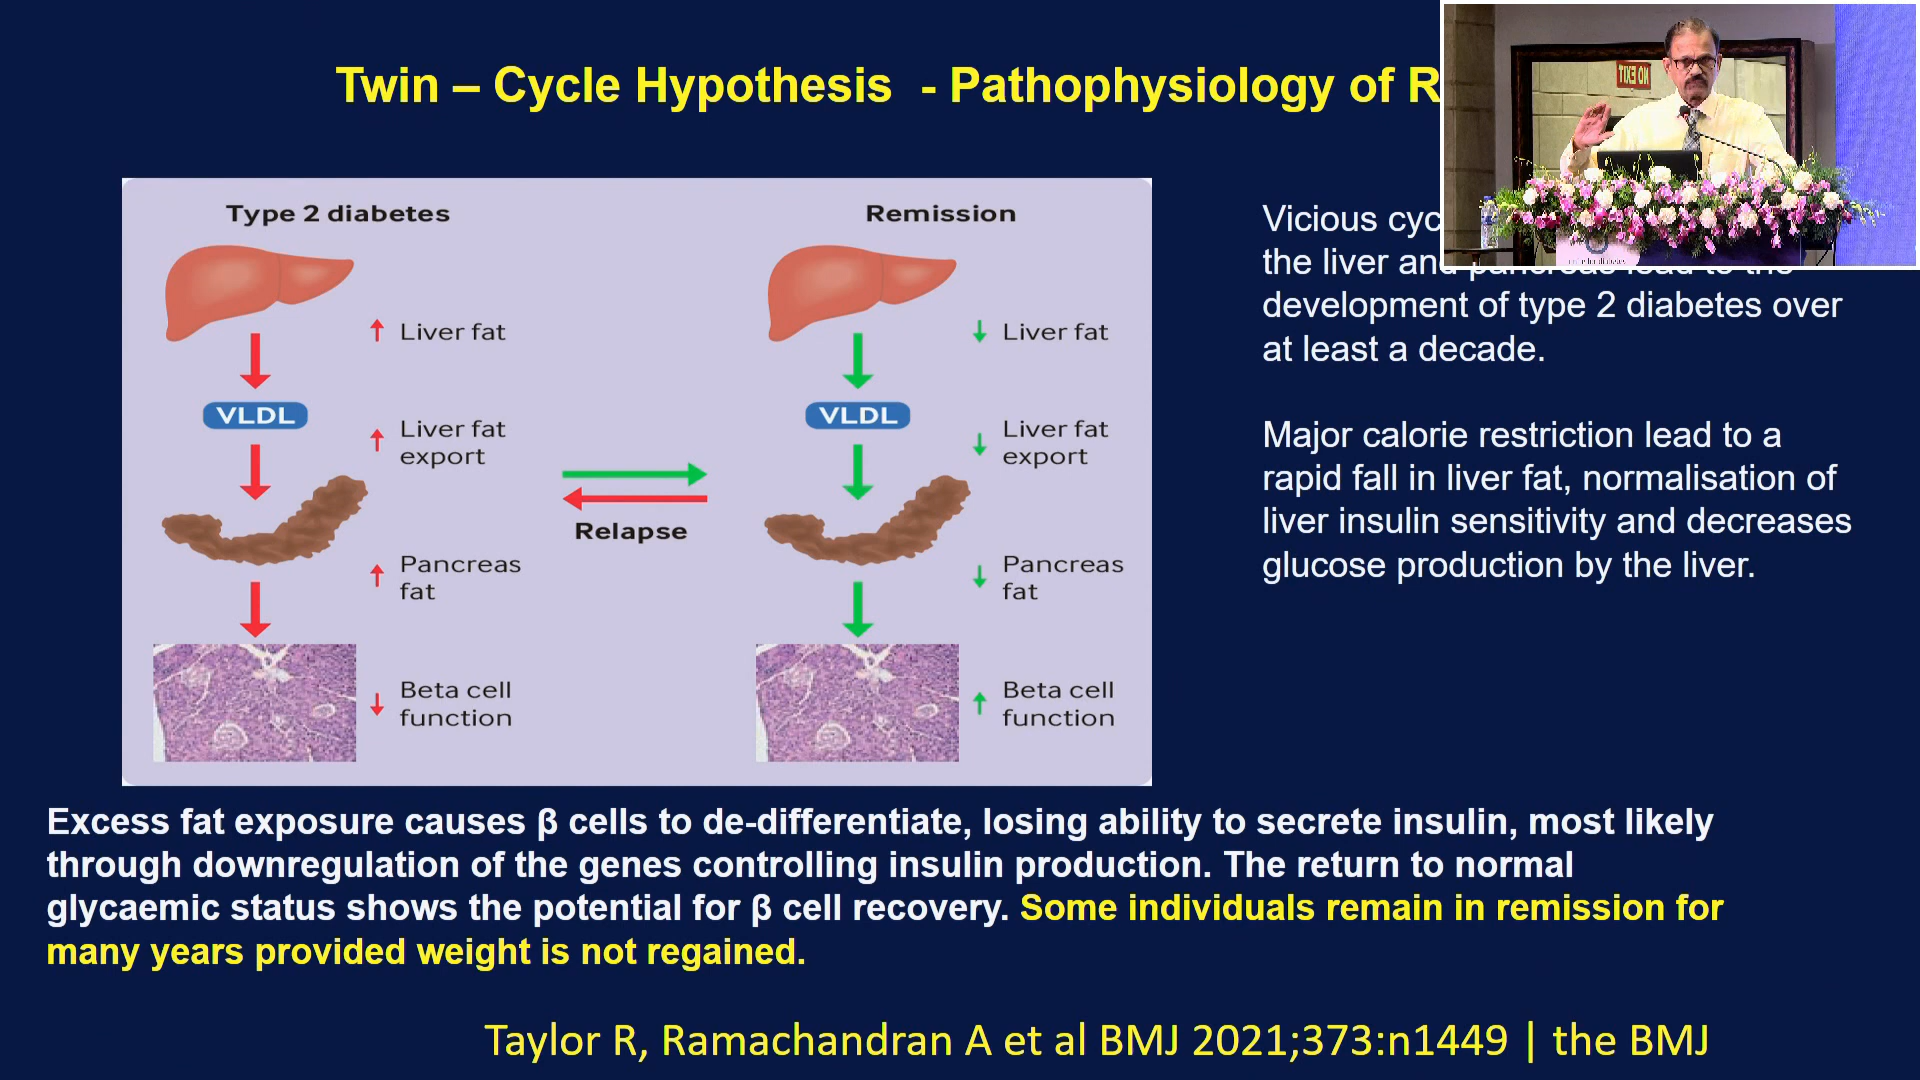 Twin – Cycle Hypothesis - Pathophysiology of R
NO EXIT
Type 2 diabetes
Liver fat
VLDL
Liver fat
export
Pancreas
fat
Beta cell
function
Relapse
Remission
Liver fat
VLDL
Liver fat
export
Pancreas
fat
Beta cell
function
Vicious cyc
the liver and pancreas lead to the
development of type 2 diabetes over
at least a decade.
Major calorie restriction lead to a
rapid fall in liver fat, normalisation of
liver insulin sensitivity and decreases
glucose production by the liver.
Excess fat exposure causes β cells to de-differentiate, losing ability to secrete insulin, most likely
through downregulation of the genes controlling insulin production. The return to normal
glycaemic status shows the potential for β cell recovery. Some individuals remain in remission for
many years provided weight is not regained.
Taylor R, Ramachandran A et al BMJ 2021;373:n1449 | the BMJ